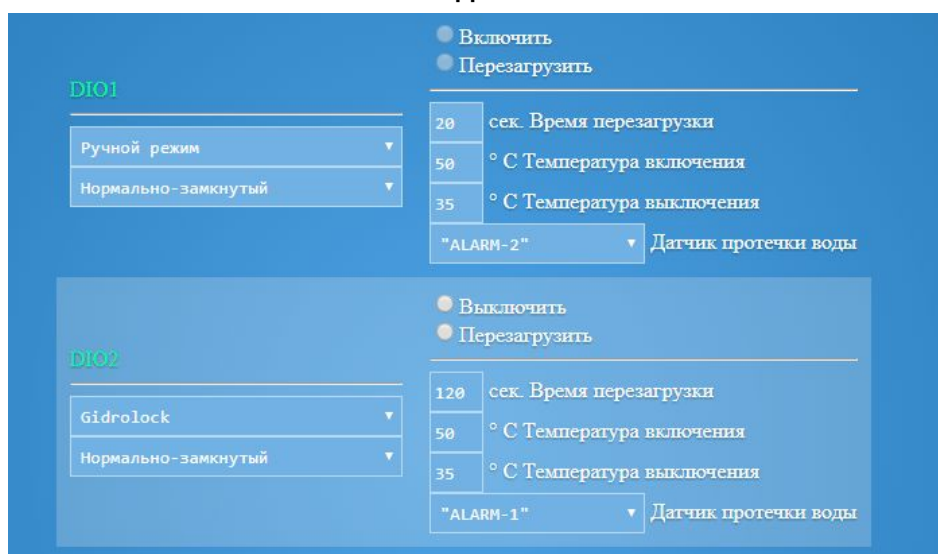 Включить
Перезагрузить
DIO1
Ручной режим
Нормально-замкнутый
20 сек. Время перезагрузки
50 ° С Температура включения
35 ° С Температура выключения
"ALARM-2" Датчик протечки воды
Выключить
Перезагрузить
DIO2
Gidrolock
Нормально-замкнутый
120 сек. Время перезагрузки
50 ° С Температура включения
35 ° С Температура выключения
"ALARM-1" Датчик протечки воды